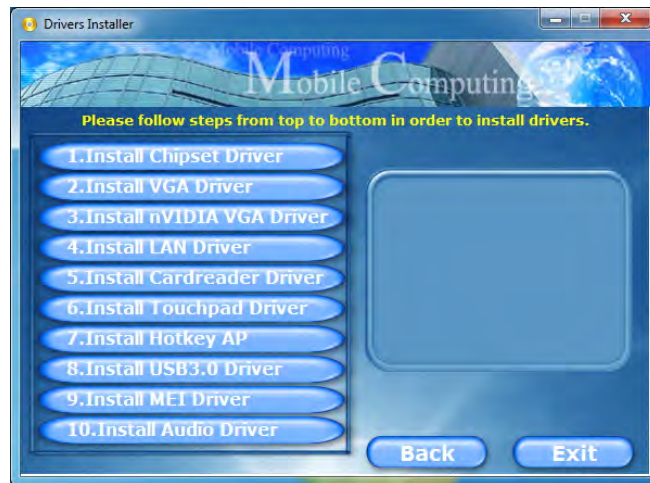 Drivers Installer
Mobile Computing
Mobile Computing
Please follow steps from top to bottom in order to install drivers.
1.Install Chipset Driver
2.Install VGA Driver
3.Install nVIDIA VGA Driver
4.Install LAN Driver
5.Install Cardreader Driver
6.Install Touchpad Driver
7.Install Hotkey AP
8.Install USB3.0 Driver
9.Install MEI Driver
10.Install Audio Driver
Back
Exit